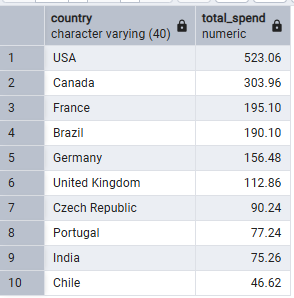 country total_spend
character varying (40) numeric
1 USA 523.06
2 Canada 303.96
3 France 195.10
4 Brazil 190.10
5 Germany 156.48
6 United Kingdom 112.86
7 Czech Republic 90.24
8 Portugal 77.24
9 India 75.26
10 Chile 46.62